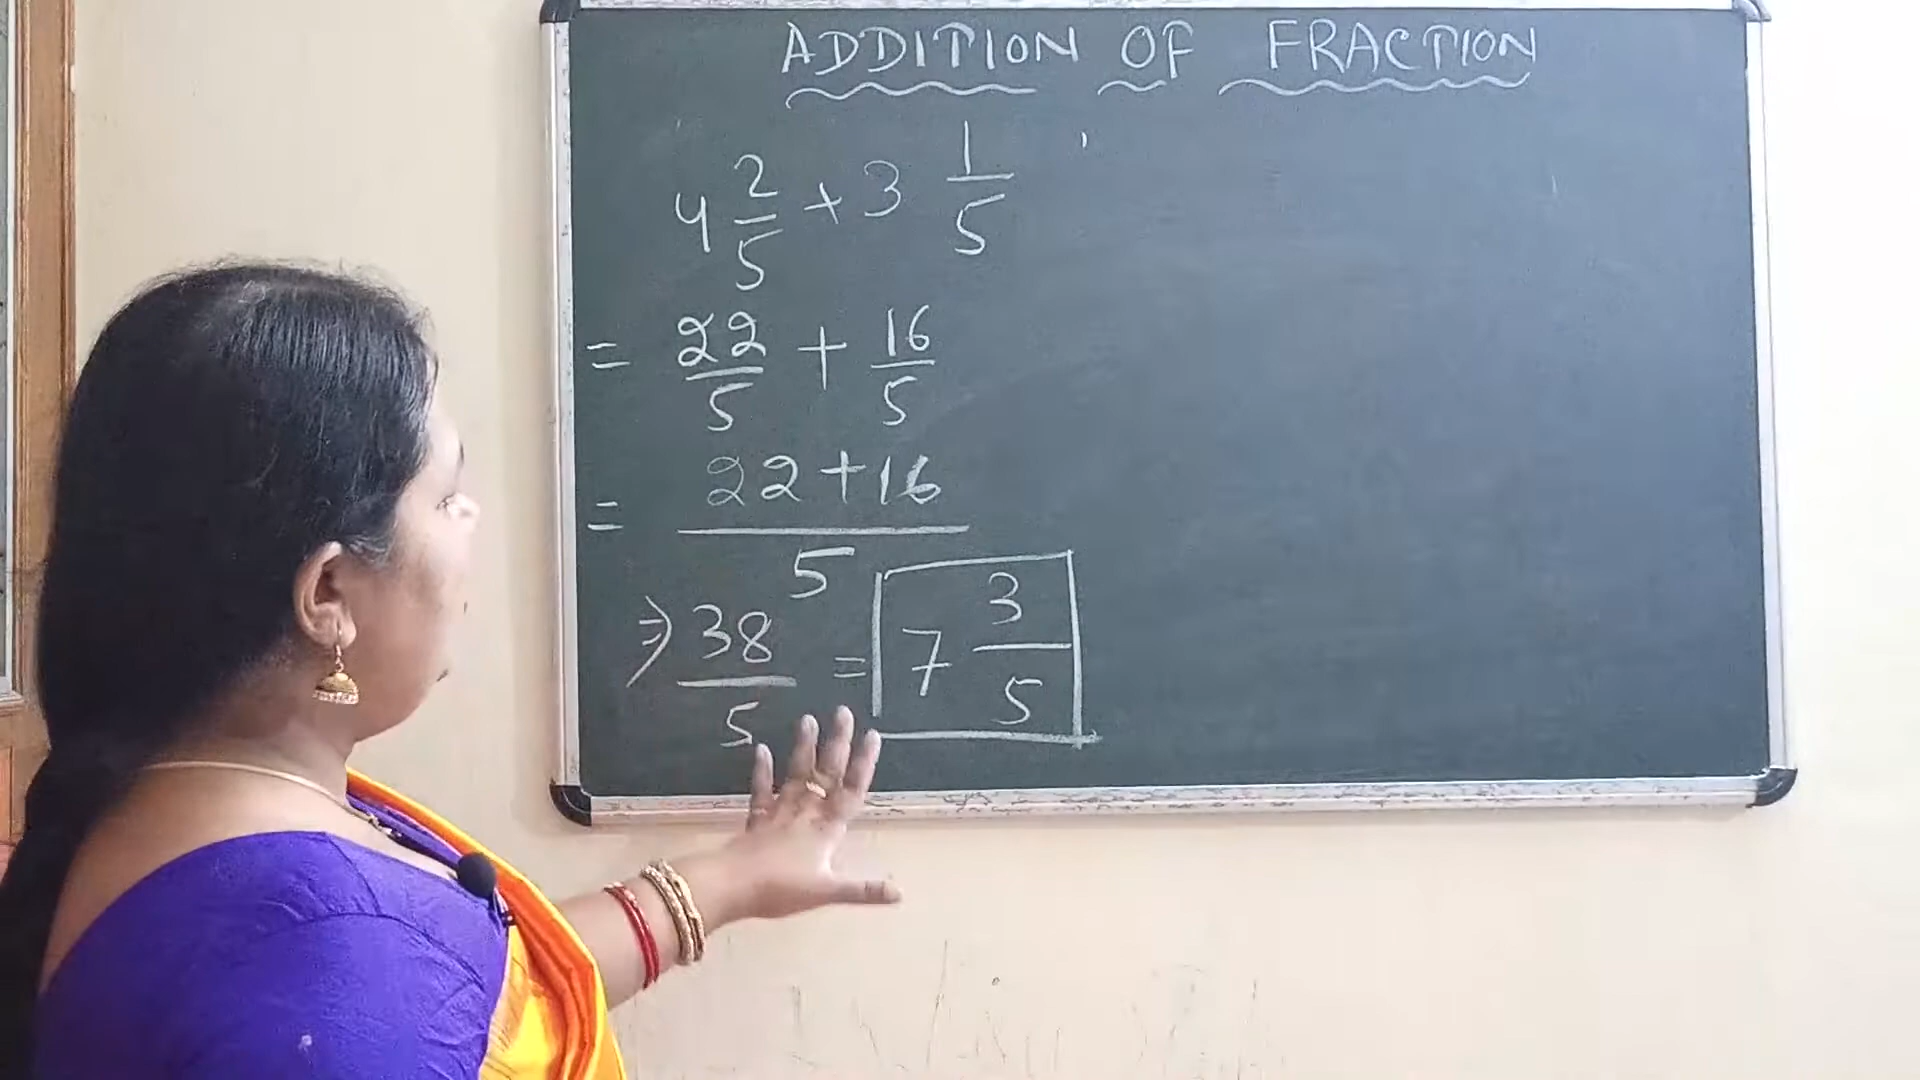 ADDITION OF FRACTION
4 2/5 + 3 1/5
= 22/5 + 16/5
= 22+16/5
⇒ 38/5 = 7 3/5